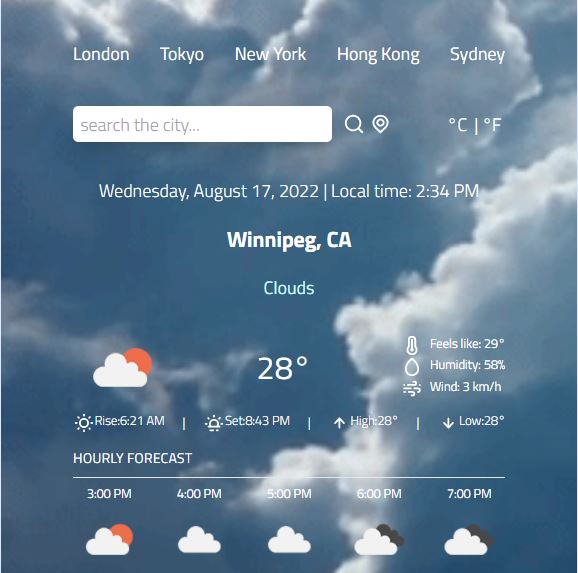 London Tokyo New York Hong Kong Sydney
search the city... °C | °F
Wednesday, August 17, 2022 | Local time: 2:34 PM
Winnipeg, CA
Clouds
28°
Feels like: 29°
Humidity: 58%
Wind: 3 km/h
Rise:6:21 AM | Set:8:43 PM | High:28° | Low:28°
HOURLY FORECAST
3:00 PM 4:00 PM 5:00 PM 6:00 PM 7:00 PM